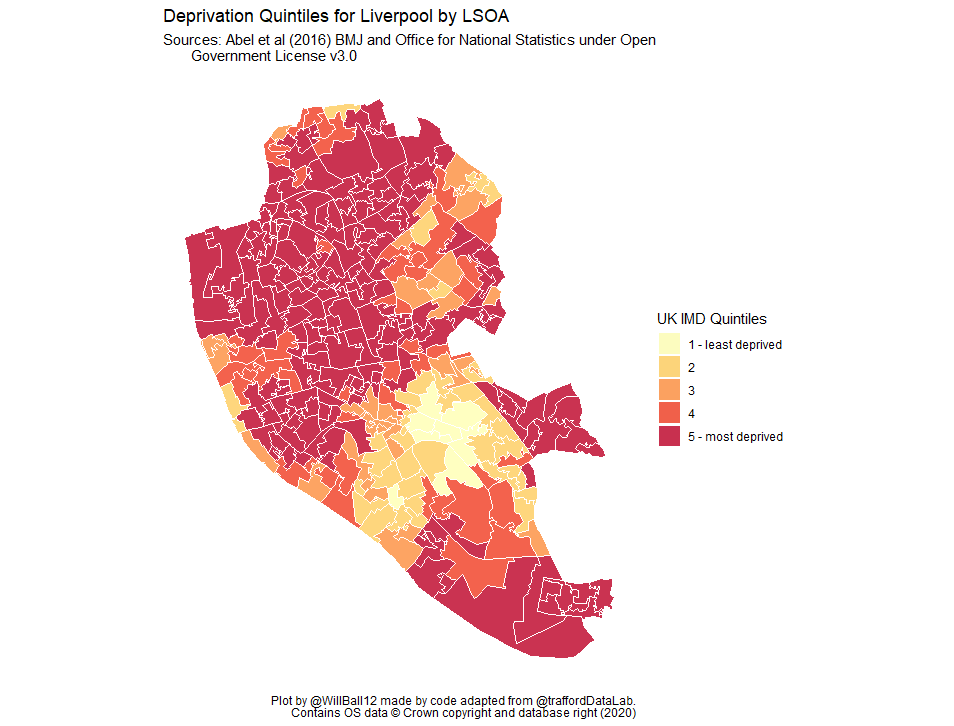 Deprivation Quintiles for Liverpool by LSOA
Sources: Abel et al (2016) BMJ and Office for National Statistics under Open
Government License v3.0
UK IMD Quintiles
1 - least deprived
2
3
4
5 - most deprived
Plot by @WillBall12 made by code adapted from @traffordDataLab.
Contains OS data © Crown copyright and database right (2020)